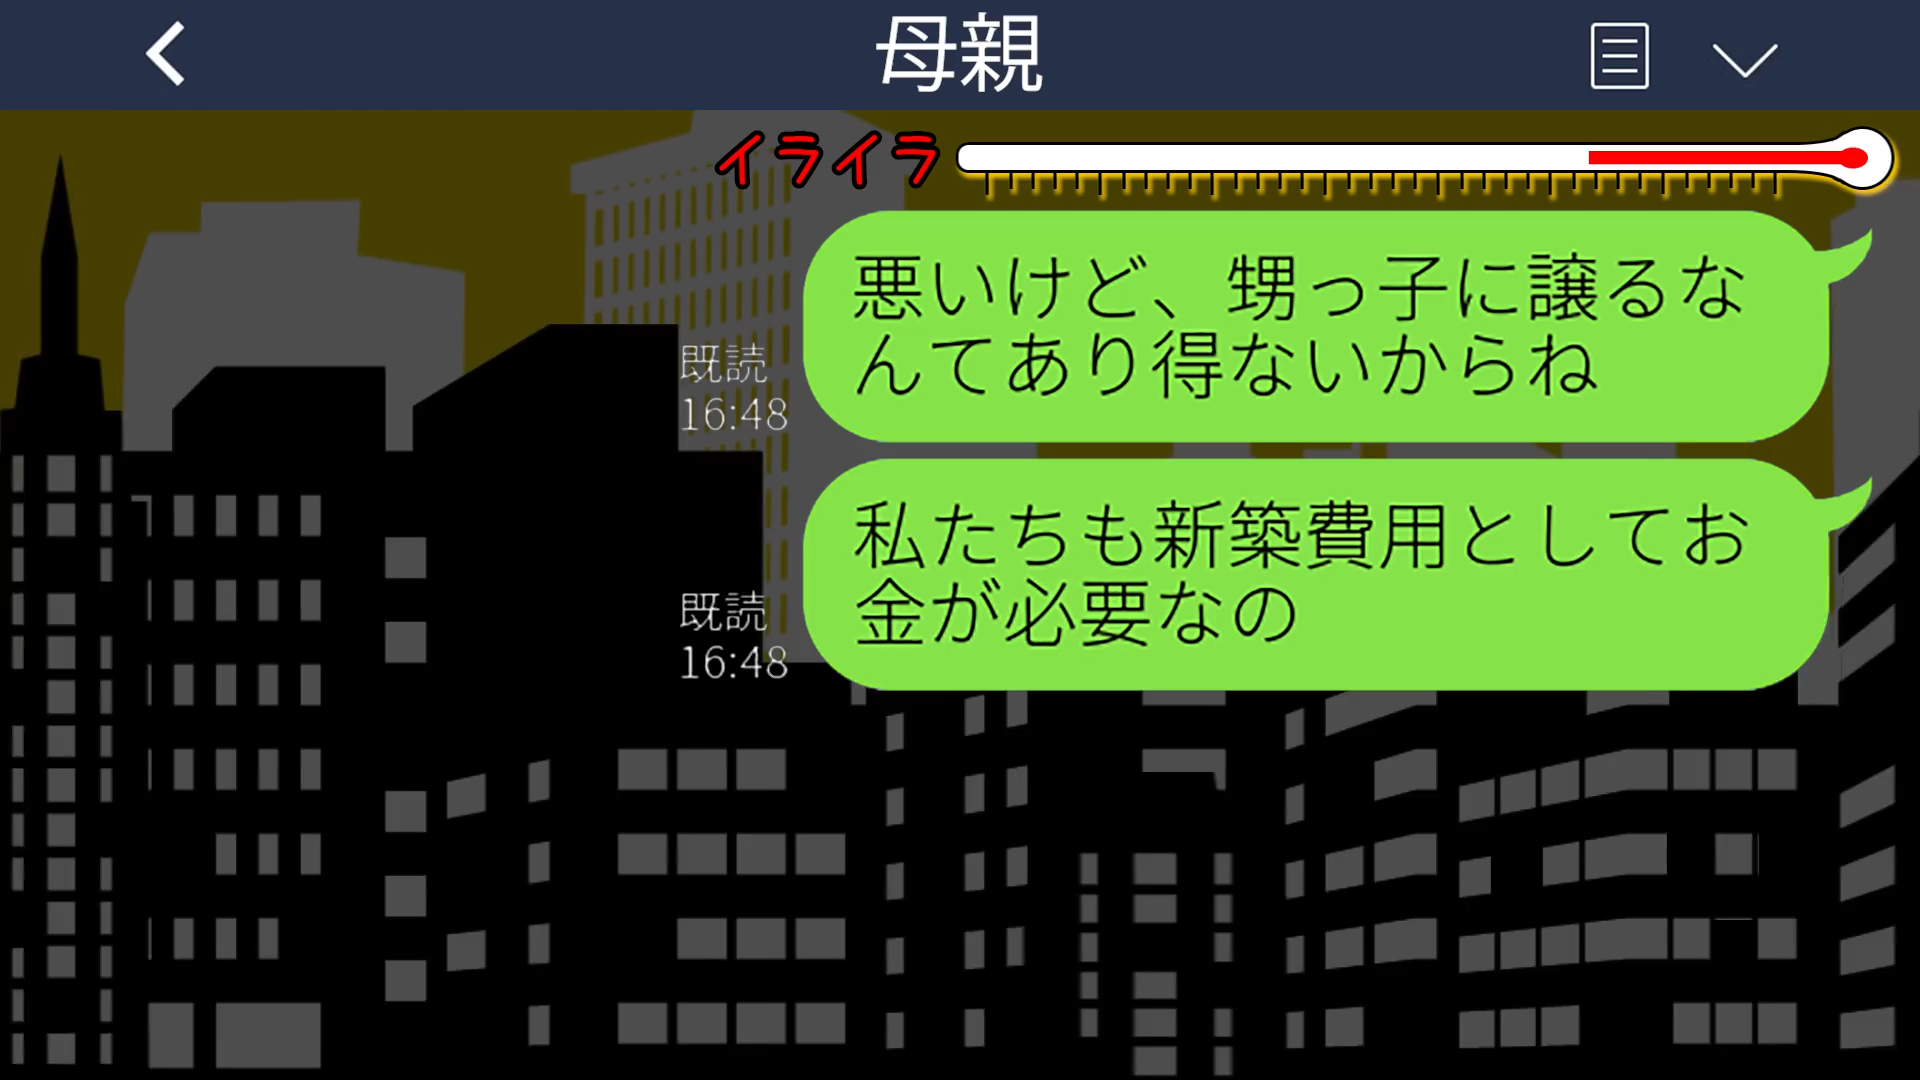 母親
イライラ
悪いけど、甥っ子に譲るな
んてあり得ないからね
既読
16:48
私たちも新築費用としてお
金が必要なの
既読
16:48